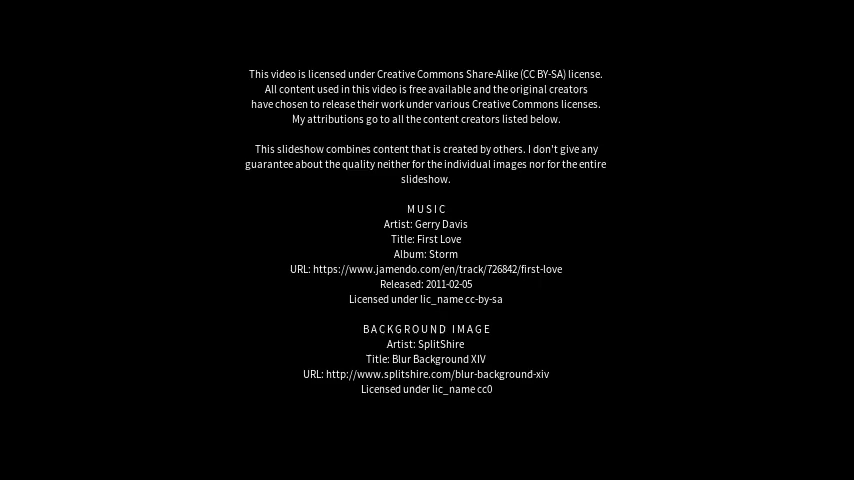 This video is licensed under Creative Commons Share-Alike (CC BY-SA) license.
All content used in this video is free available and the original creators
have chosen to release their work under various Creative Commons licenses.
My attributions go to all the content creators listed below.
This slideshow combines content that is created by others. I don't give any
guarantee about the quality neither for the individual images nor for the entire
slideshow.
MUSIC
Artist: Gerry Davis
Title: First Love
Album: Storm
URL: https://www.jamendo.com/en/track/726842/first-love
Released: 2011-02-05
Licensed under lic_name cc-by-sa
BACKGROUND IMAGE
Artist: SplitShire
Title: Blur Background XIV
URL: http://www.splitshire.com/blur-background-xiv
Licensed under lic_name cc0